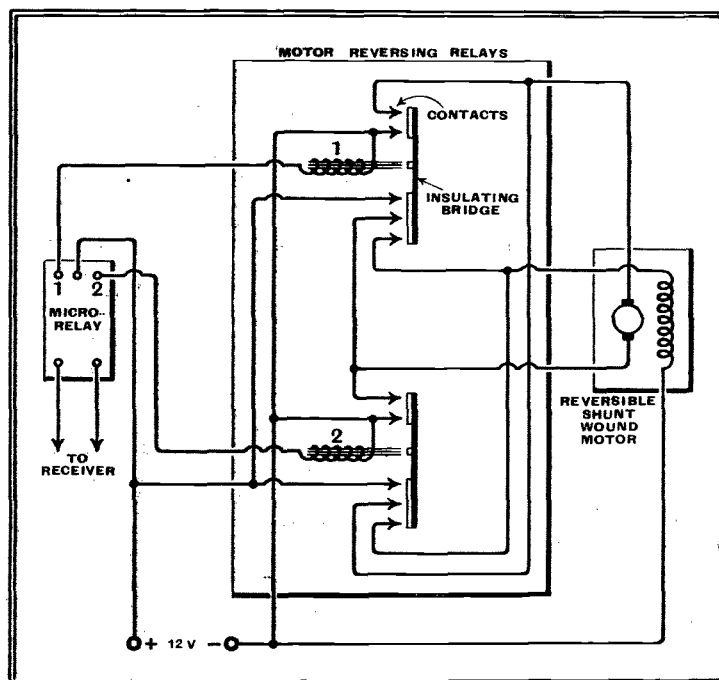 MOTOR REVERSING RELAYS
CONTACTS
1
INSULATING
BRIDGE
1 2
MICRO-
RELAY
REVERSIBLE
SHUNT
WOUND
MOTOR
2
TO
RECEIVER
+ 12 V -